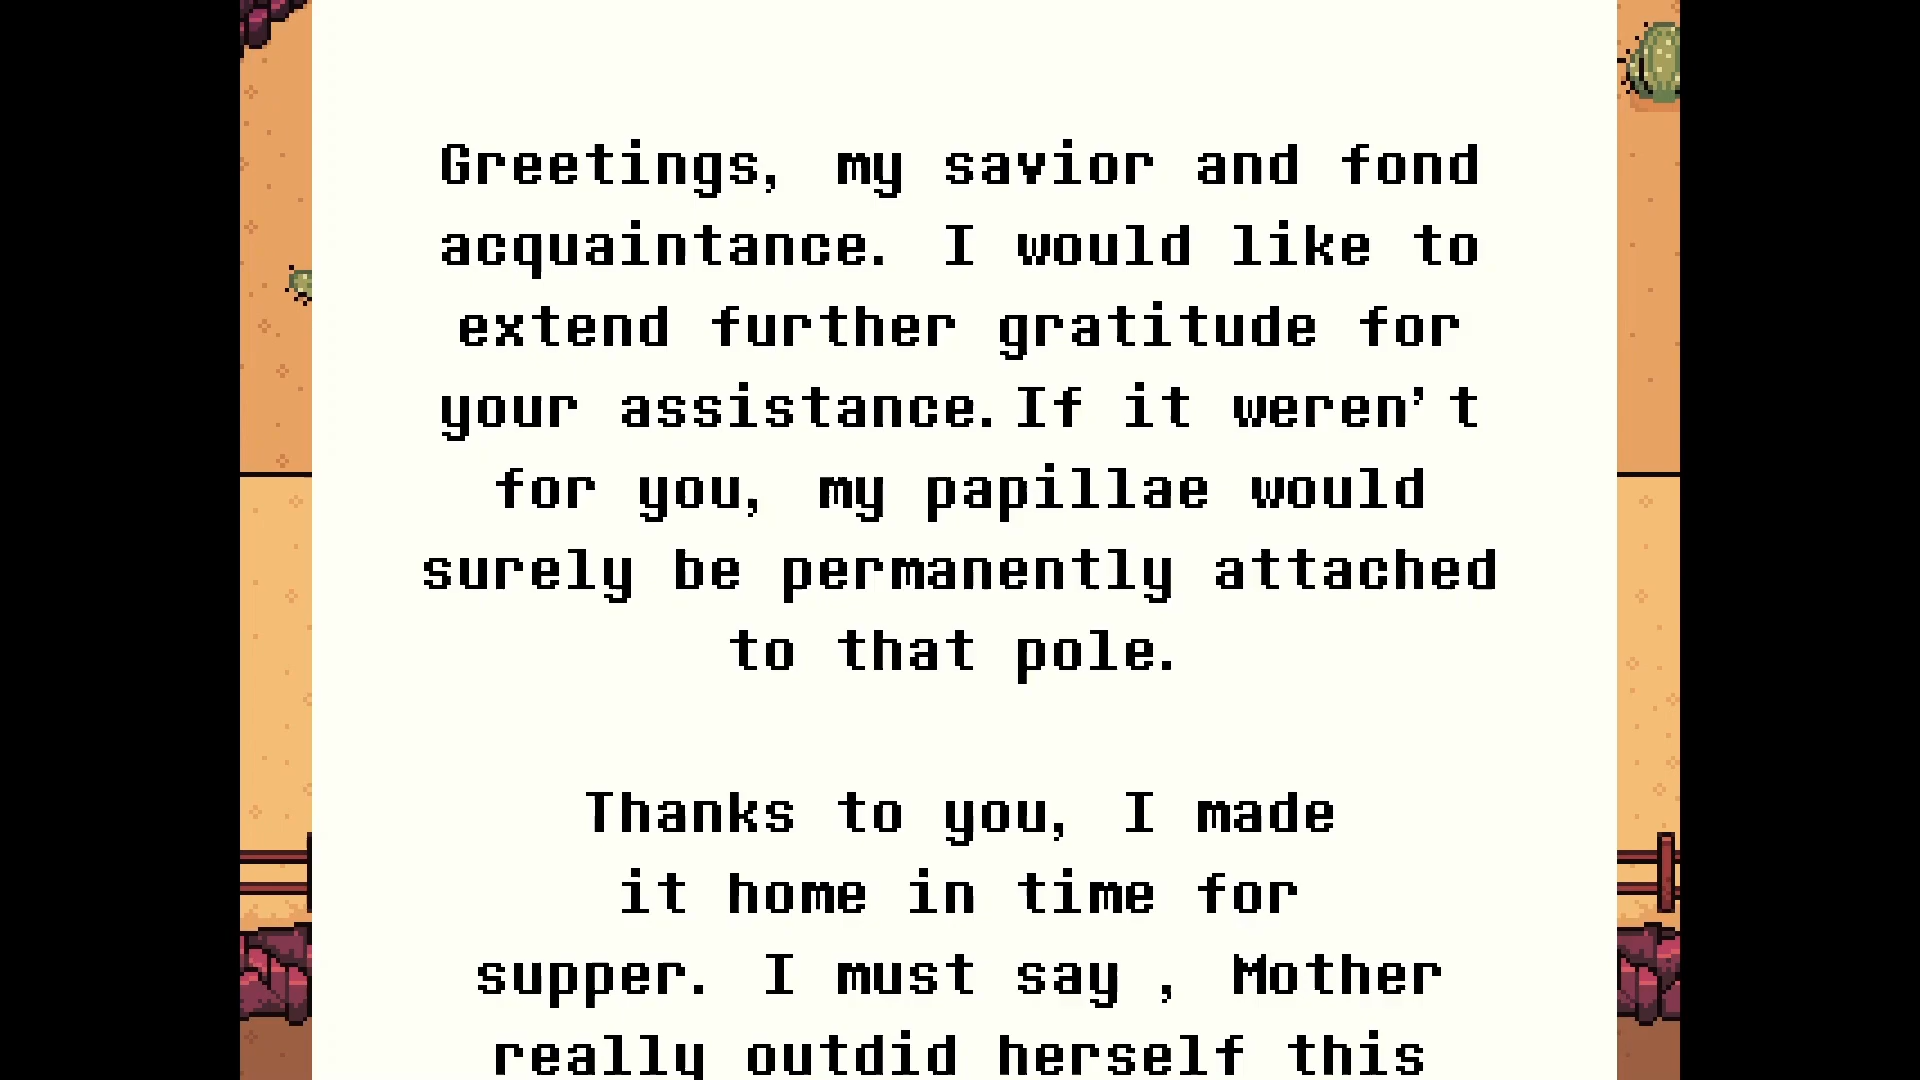 Greetings, my savior and fond
acquaintance. I would like to
extend further gratitude for
your assistance.If it weren't
for you, my papillae would
surely be permanently attached
to that pole.
Thanks to you, I made
it home in time for
supper. I must say , Mother
really outdid herself this